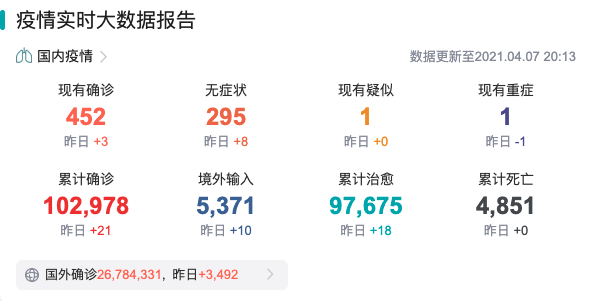 疫情实时大数据报告
国内疫情
数据更新至2021.04.07 20:13
现有确诊 无症状 现有疑似 现有重症
452 295 1 1
昨日 +3 昨日 +8 昨日 +0 昨日 -1
累计确诊 境外输入 累计治愈 累计死亡
102,978 5,371 97,675 4,851
昨日 +21 昨日 +10 昨日 +18 昨日 +0
国外确诊26,784,331, 昨日+3,492